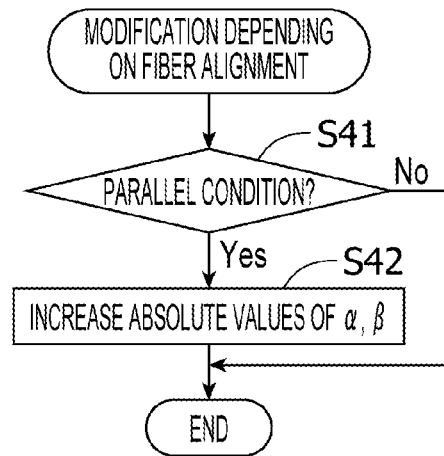 MODIFICATION DEPENDING
ON FIBER ALIGNMENT
S41
PARALLEL CONDITION?
No
Yes
S42
INCREASE ABSOLUTE VALUES OF α, β
END